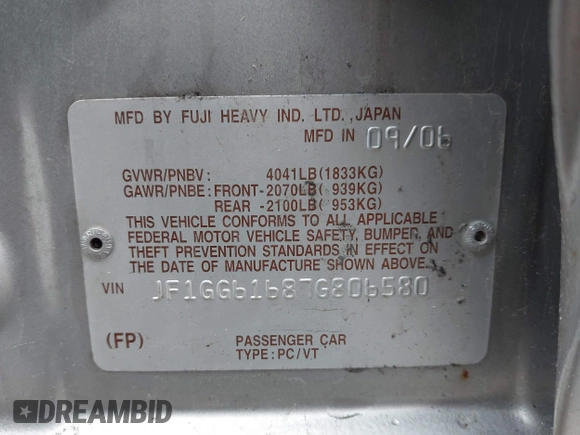 MFD BY FUJI HEAVY IND. LTD.,JAPAN
MFD IN 09/06
GVWR/PNBV: 4041LB(1833KG)
GAWR/PNBE:FRONT-2070LB( 939KG)
REAR -2100LB( 953KG)
THIS VEHICLE CONFORMS TO ALL APPLICABLE
FEDERAL MOTOR VEHICLE SAFETY, BUMPER, AND
THEFT PREVENTION STANDARDS IN EFFECT ON
THE DATE OF MANUFACTURE SHOWN ABOVE.
VIN JF1GG61687G806580
(FP) PASSENGER CAR
TYPE:PC/VT
DREAMBID